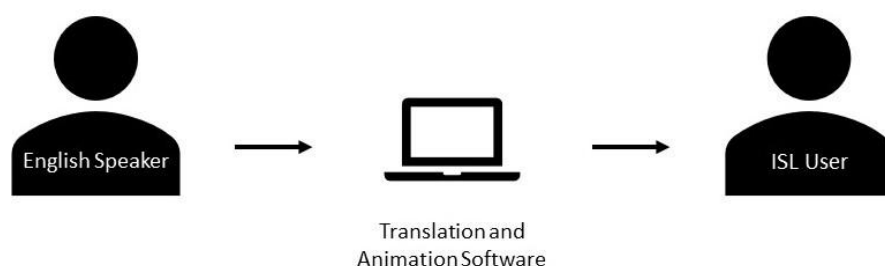 English Speaker
ISL User
Translation and
Animation Software